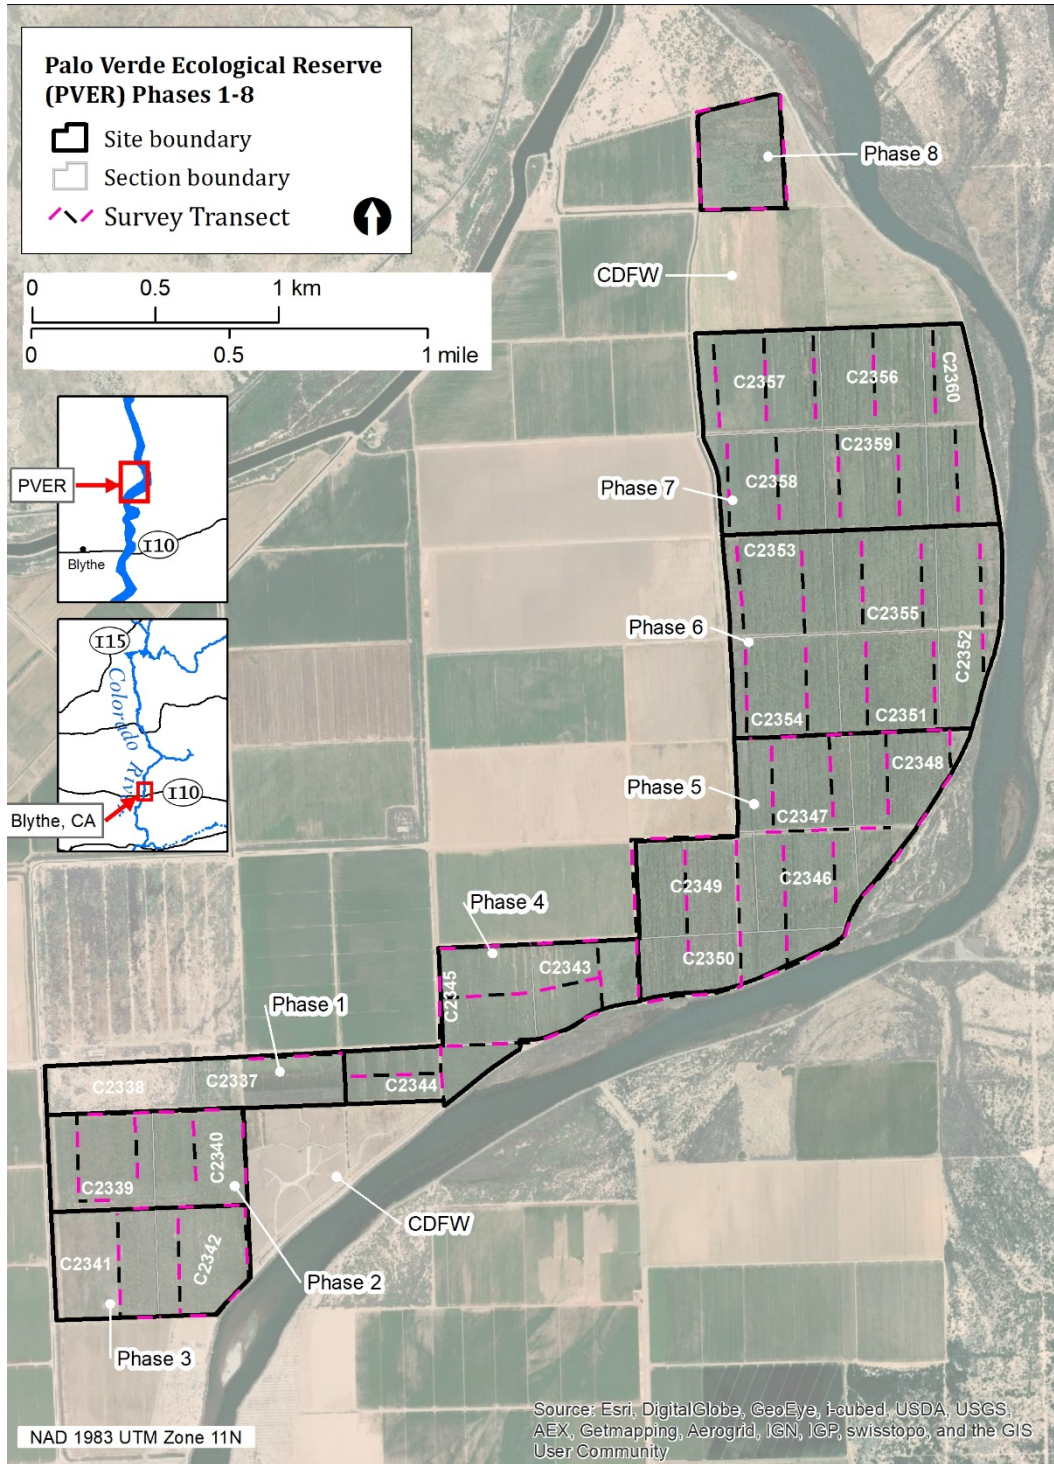 Palo Verde Ecological Reserve
(PVER) Phases 1-8
Site boundary
Section boundary
Survey Transect
0 0.5 1 km
0 0.5 1 mile
Phase 8
CDFW
C2357
C2356
C2360
C2359
C2358
Phase 7
PVER
I10
Blythe
C2353
C2355
Phase 6
C2352
I15
C2354
C2351
Colorado River
C2348
Phase 5
I10
C2347
Blythe, CA
C2349
C2346
Phase 4
C2350
C2343
C2345
Phase 1
C2338
C2337
C2344
C2340
C2339
CDFW
C2341
C2342
Phase 2
Phase 3
Source: Esri, DigitalGlobe, GeoEye, i-cubed, USDA, USGS,
AEX, Getmapping, Aerogrid, IGN, IGP, swisstopo, and the GIS
User Community
NAD 1983 UTM Zone 11N